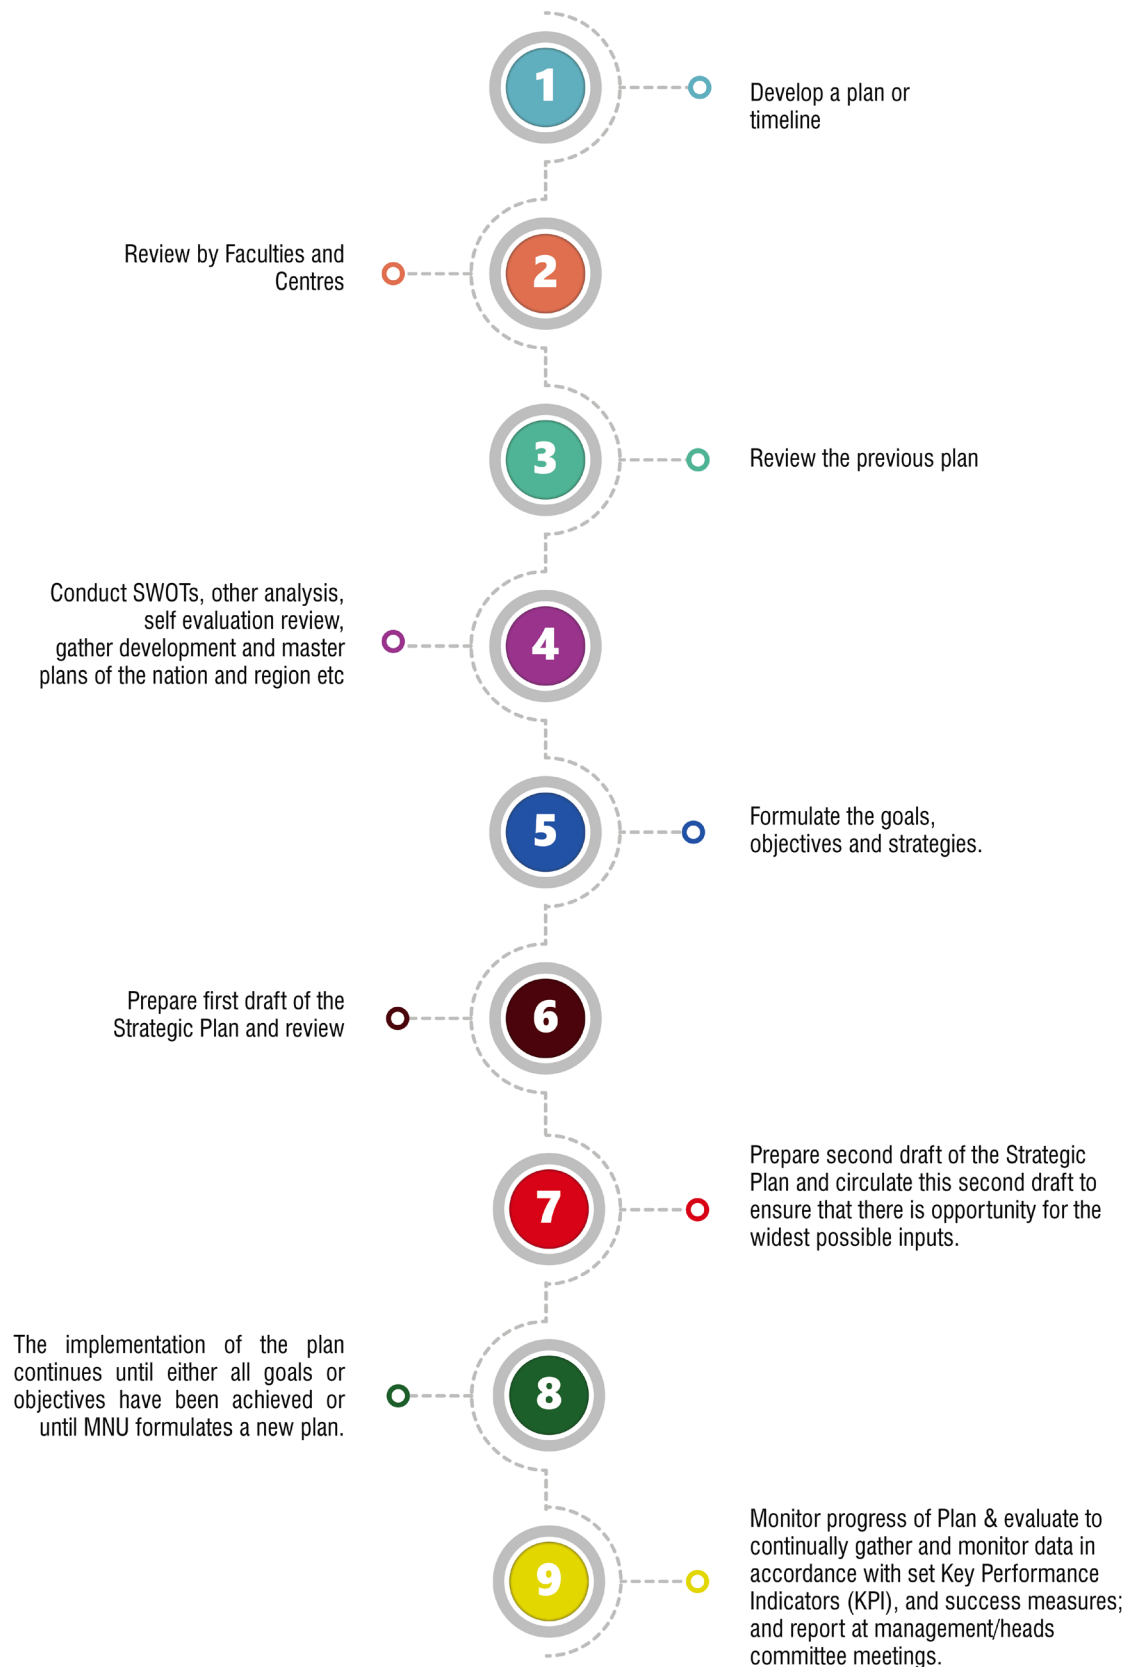 1
Develop a plan or
timeline
Review by Faculties and
Centres
2
3
Review the previous plan
Conduct SWOTs, other analysis,
self evaluation review,
gather development and master
plans of the nation and region etc
4
5
Formulate the goals,
objectives and strategies.
Prepare first draft of the
Strategic Plan and review
6
7
Prepare second draft of the Strategic
Plan and circulate this second draft to
ensure that there is opportunity for the
widest possible inputs.
The implementation of the plan
continues until either all goals or
objectives have been achieved or
until MNU formulates a new plan.
8
9
Monitor progress of Plan & evaluate to
continually gather and monitor data in
accordance with set Key Performance
Indicators (KPI), and success measures;
and report at management/heads
committee meetings.